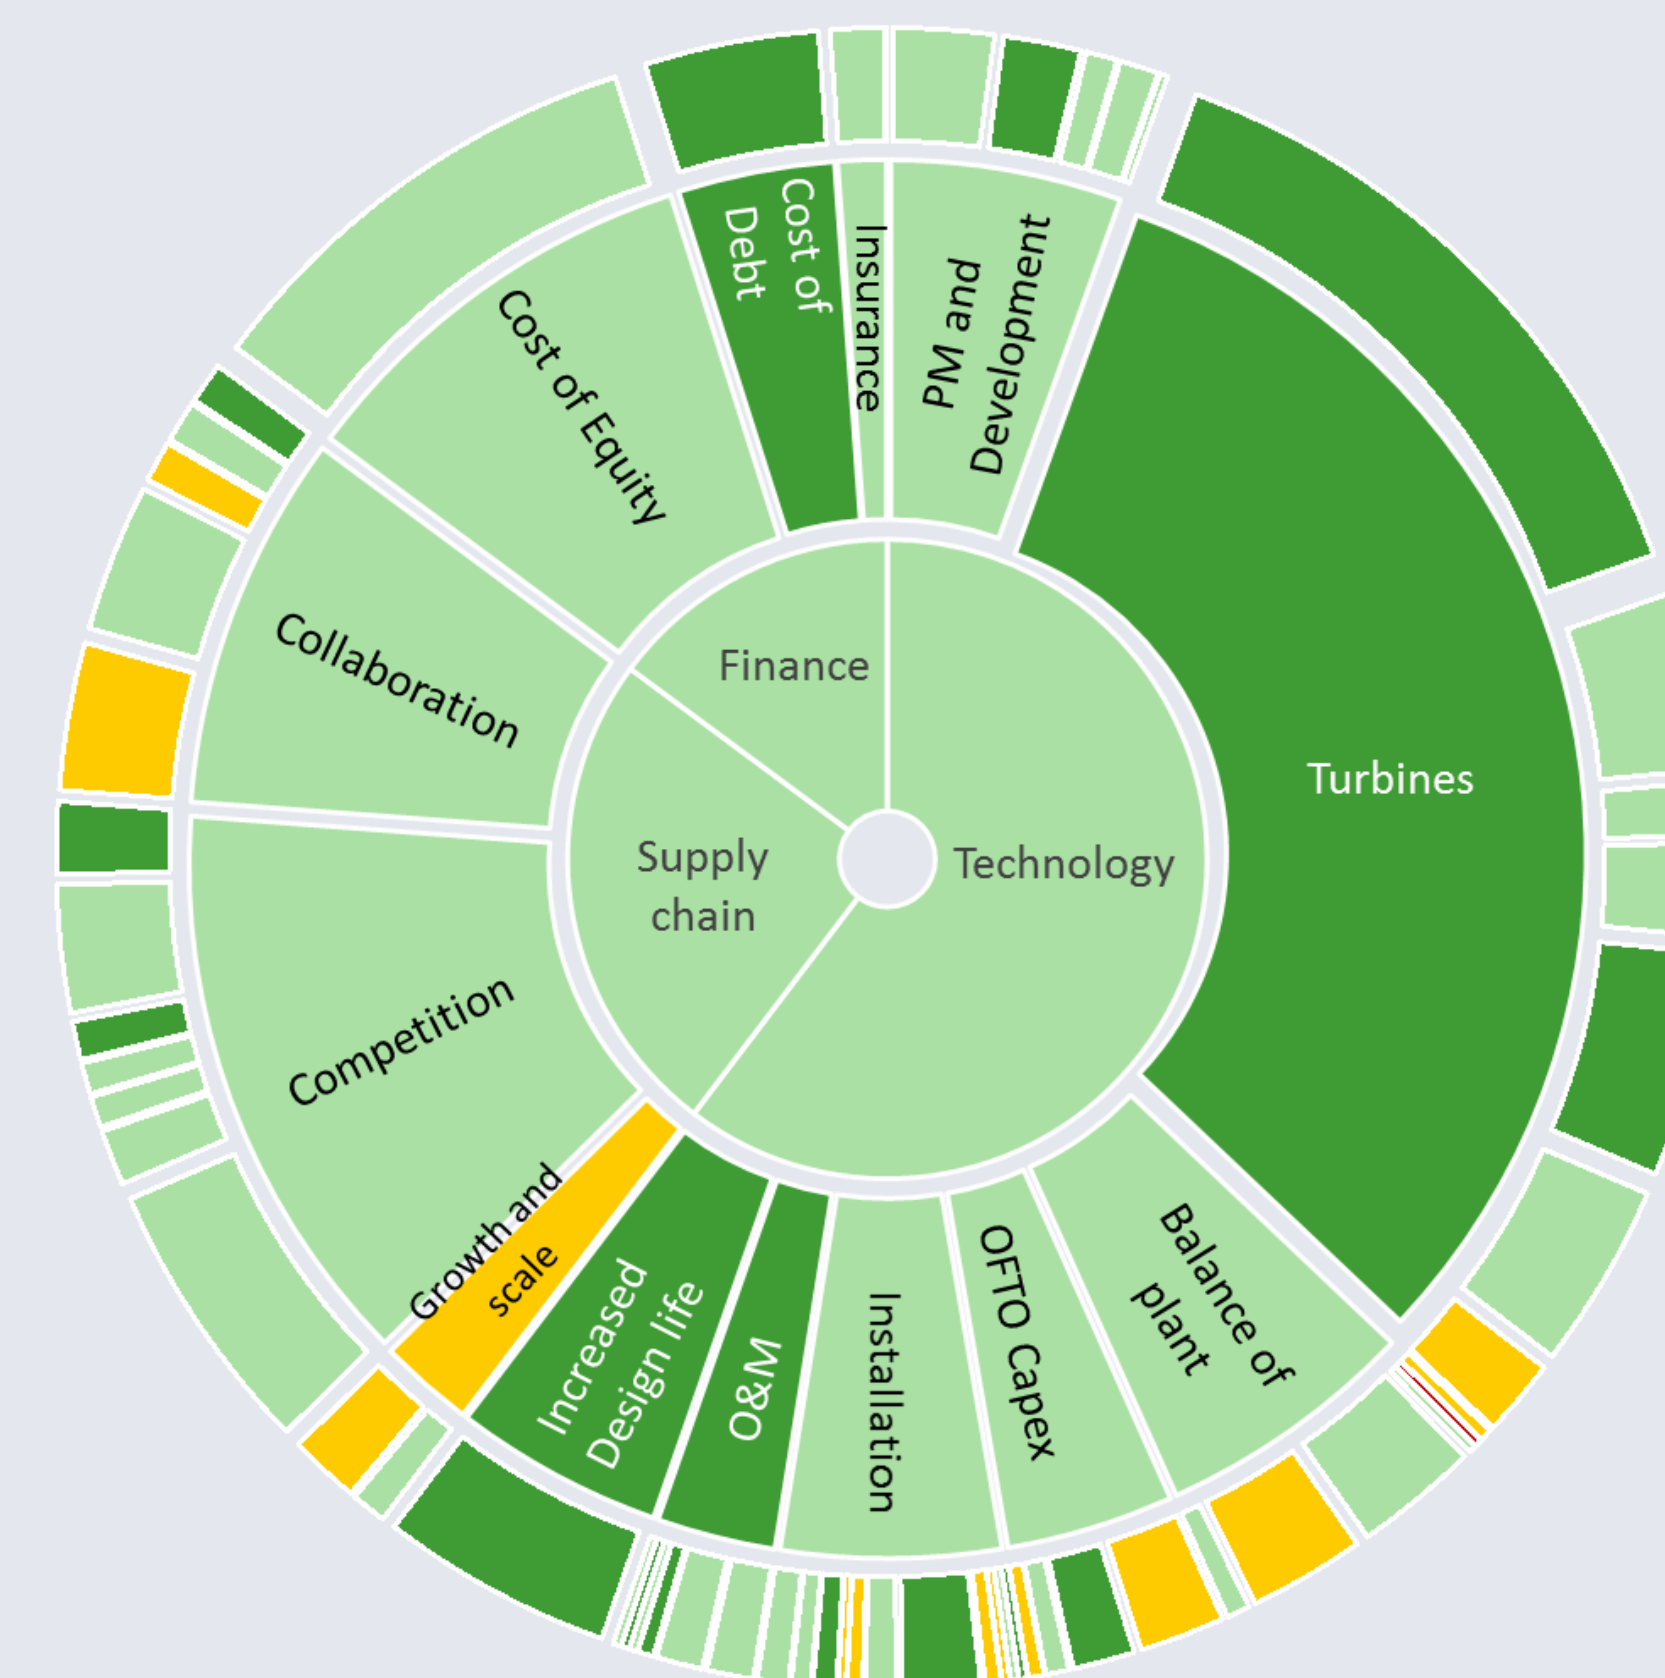 Cost of
Debt
Insurance
PM and
Development
Cost of Equity
Turbines
Finance
Technology
Supply
chain
Collaboration
Competition
Growth and
scale
Increased
Design life
O&M
Installation
OFTO Capex
Balance of
plant